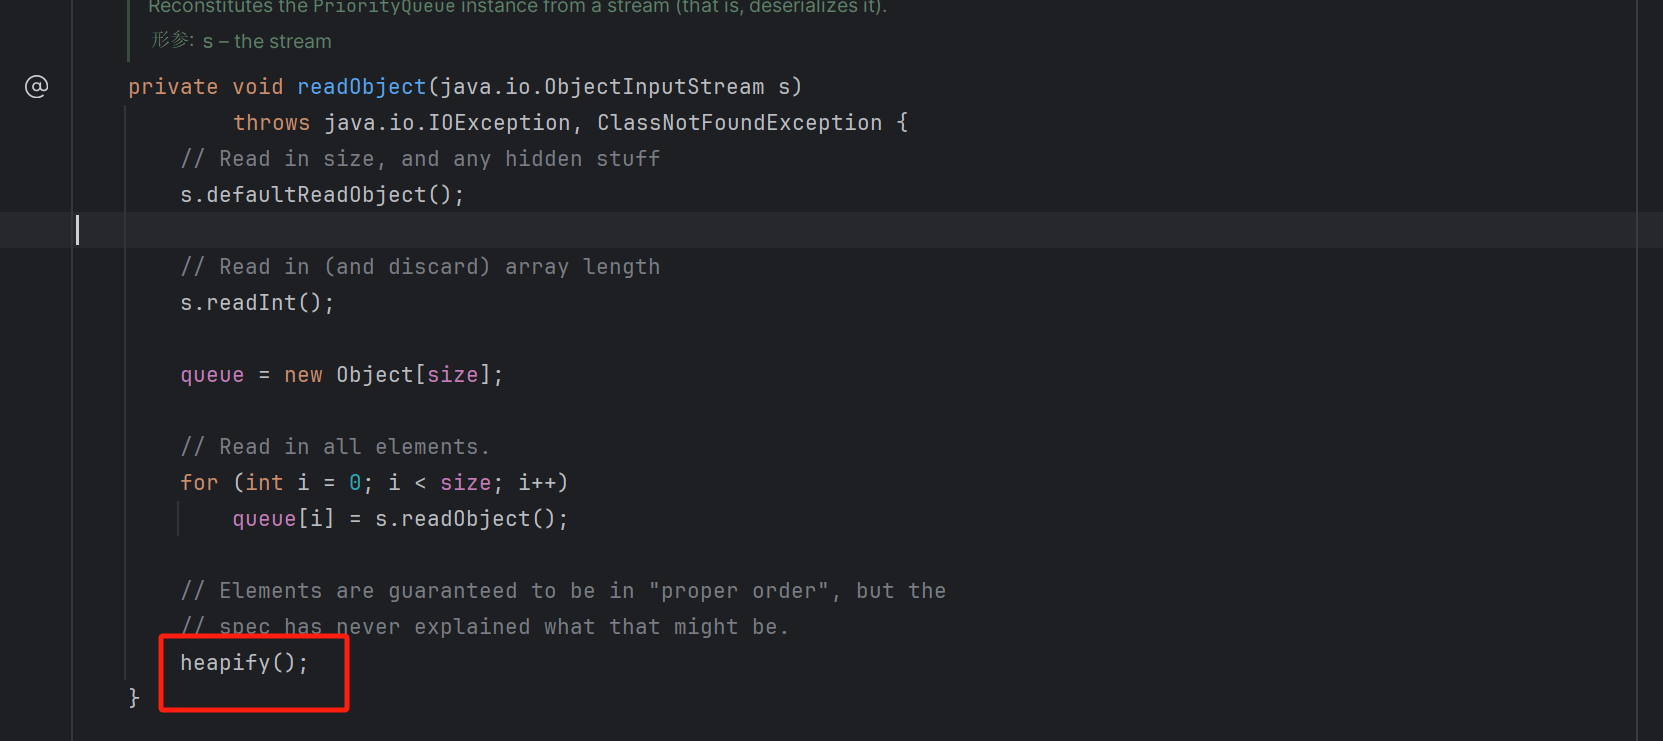 Reconstitutes the PriorityQueue instance from a stream (that is, deserializes it).
形参: s – the stream
@
private void readObject(java.io.ObjectInputStream s)
throws java.io.IOException, ClassNotFoundException {
// Read in size, and any hidden stuff
s.defaultReadObject();
// Read in (and discard) array length
s.readInt();
queue = new Object[size];
// Read in all elements.
for (int i = 0; i < size; i++)
queue[i] = s.readObject();
// Elements are guaranteed to be in "proper order", but the
// spec has never explained what that might be.
heapify();
}